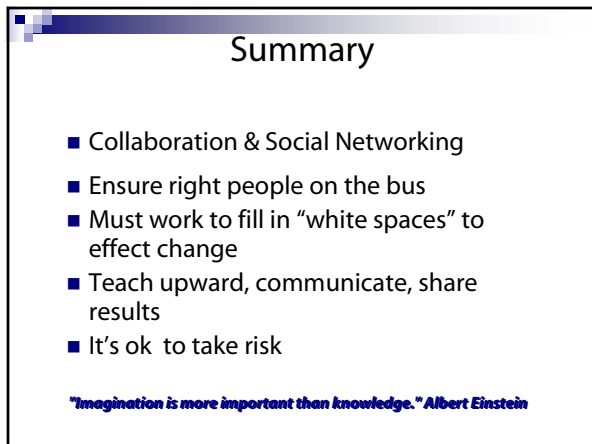 Summary
Collaboration & Social Networking
Ensure right people on the bus
Must work to fill in “white spaces” to
effect change
Teach upward, communicate, share
results
It’s ok to take risk
"Imagination is more important than knowledge." Albert Einstein